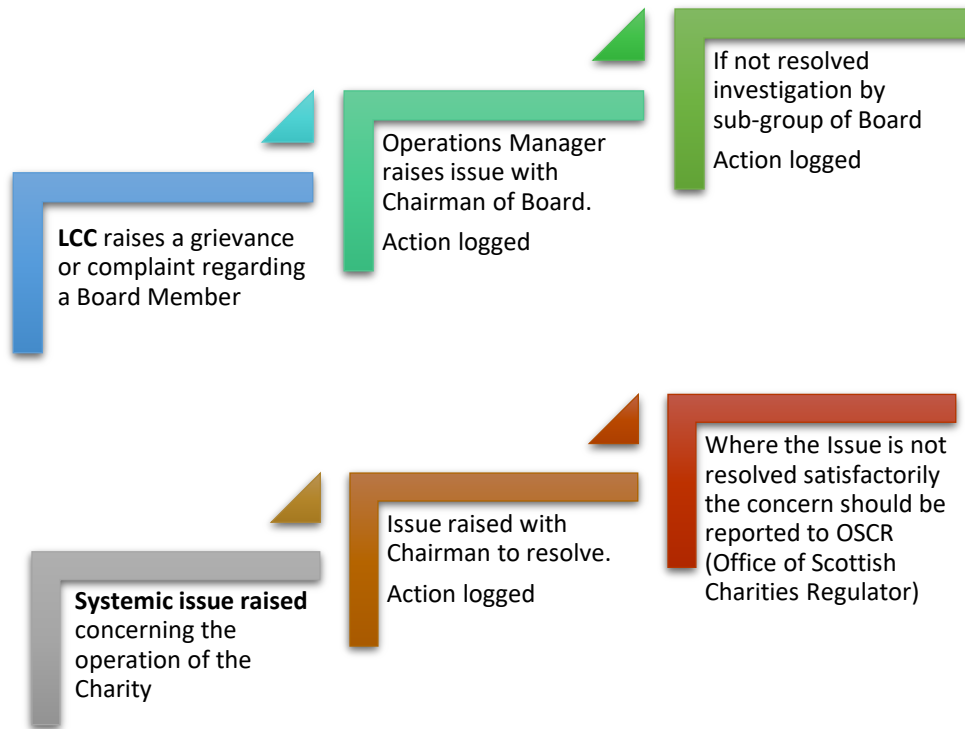 LCC raises a grievance
or complaint regarding
a Board Member
Operations Manager
raises issue with
Chairman of Board.
Action logged
If not resolved
investigation by
sub-group of Board
Action logged
Systemic issue raised
concerning the
operation of the
Charity
Issue raised with
Chairman to resolve.
Action logged
Where the Issue is not
resolved satisfactorily
the concern should be
reported to OSCR
(Office of Scottish
Charities Regulator)